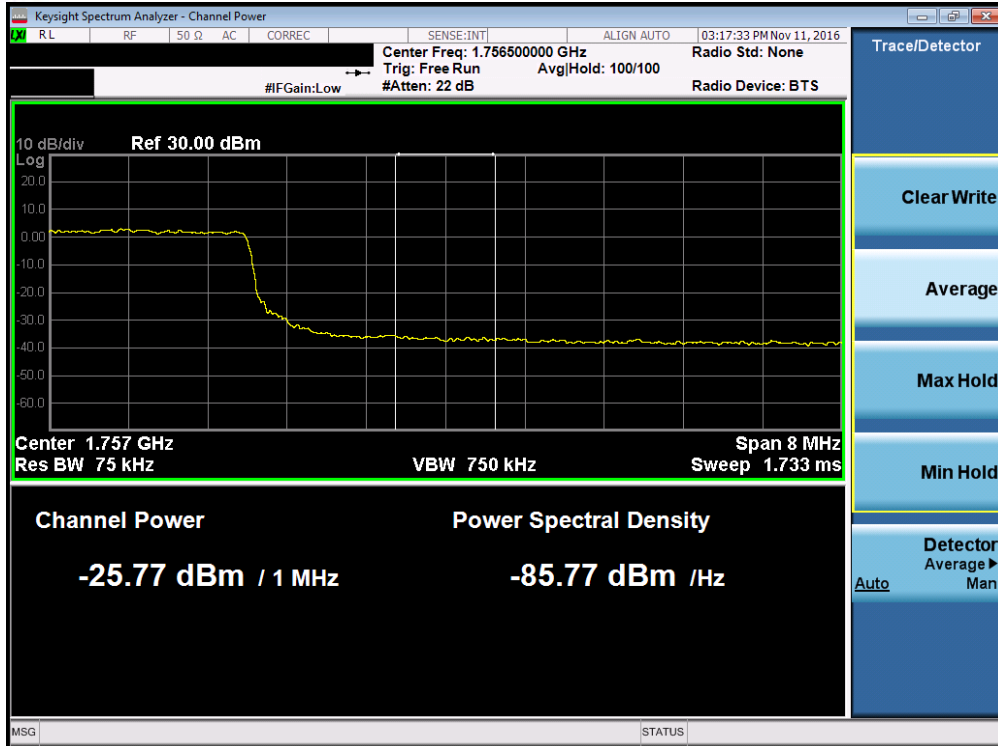 Keysight Spectrum Analyzer - Channel Power
LXI RL RF 50 Ω AC CORREC SENSE:INT ALIGN AUTO 03:17:33 PM Nov 11, 2016
Center Freq: 1.756500000 GHz Radio Std: None
Trig: Free Run Avg|Hold: 100/100
#IFGain:Low #Atten: 22 dB Radio Device: BTS
10 dB/div Ref 30.00 dBm
Log
20.0
10.0
0.00
-10.0
-20.0
-30.0
-40.0
-50.0
-60.0
Center 1.757 GHz Span 8 MHz
Res BW 75 kHz VBW 750 kHz Sweep 1.733 ms
Channel Power Power Spectral Density
-25.77 dBm / 1 MHz -85.77 dBm /Hz
MSG STATUS
Trace/Detector
Clear Write
Average
Max Hold
Min Hold
Detector
Average▶
Auto Man